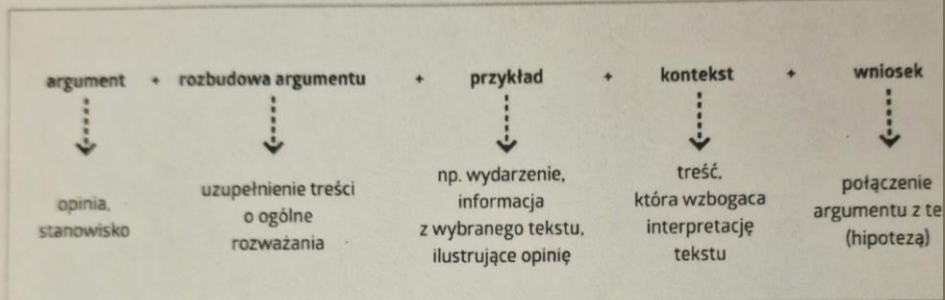 argument + rozbudowa argumentu + przykład + kontekst + wniosek
opinia,
stanowisko
uzupełnienie treści
o ogólne
rozważania
np. wydarzenie,
informacja
z wybranego tekstu,
ilustrujące opinię
treść,
która wzbogaca
interpretację
tekstu
połączenie
argumentu z te
(hipotezą)